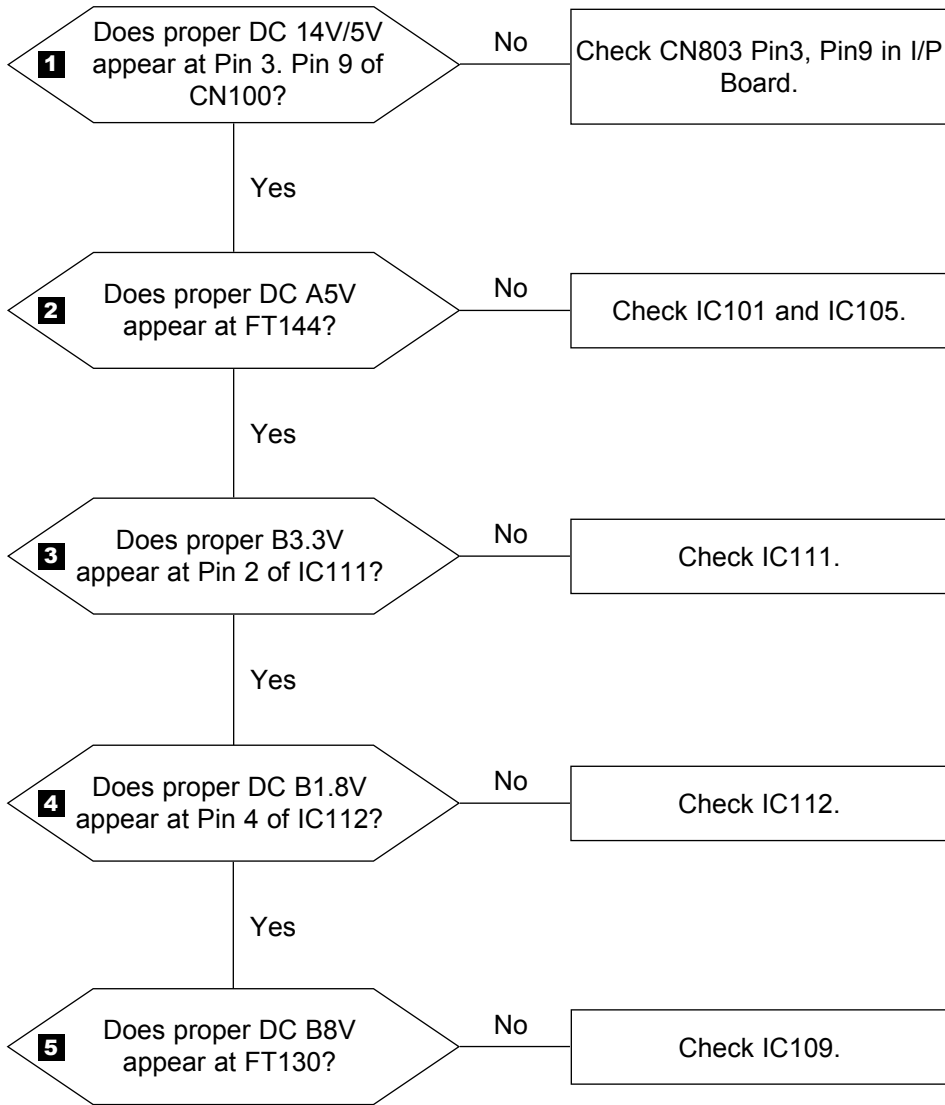 Does proper DC 14V/5V
1 appear at Pin 3. Pin 9 of
CN100?
No
Check CN803 Pin3, Pin9 in I/P
Board.
Yes
Does proper DC A5V
2 appear at FT144?
No
Check IC101 and IC105.
Yes
Does proper B3.3V
3 appear at Pin 2 of IC111?
No
Check IC111.
Yes
Does proper DC B1.8V
4 appear at Pin 4 of IC112?
No
Check IC112.
Yes
Does proper DC B8V
5 appear at FT130?
No
Check IC109.